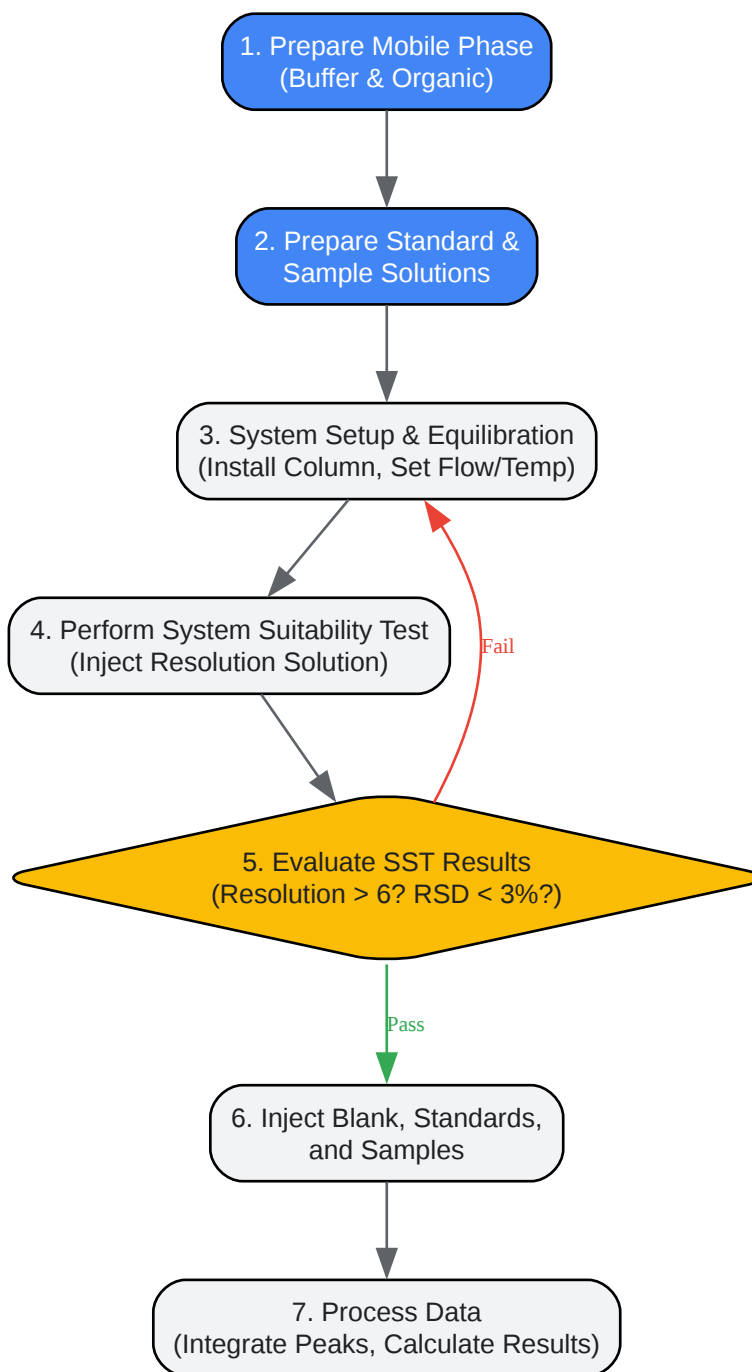 1. Prepare Mobile Phase
(Buffer & Organic)
2. Prepare Standard &
Sample Solutions
3. System Setup & Equilibration
(Install Column, Set Flow/Temp)
4. Perform System Suitability Test
(Inject Resolution Solution)
Fail
5. Evaluate SST Results
(Resolution > 6? RSD < 3%?)
Pass
6. Inject Blank, Standards,
and Samples
7. Process Data
(Integrate Peaks, Calculate Results)